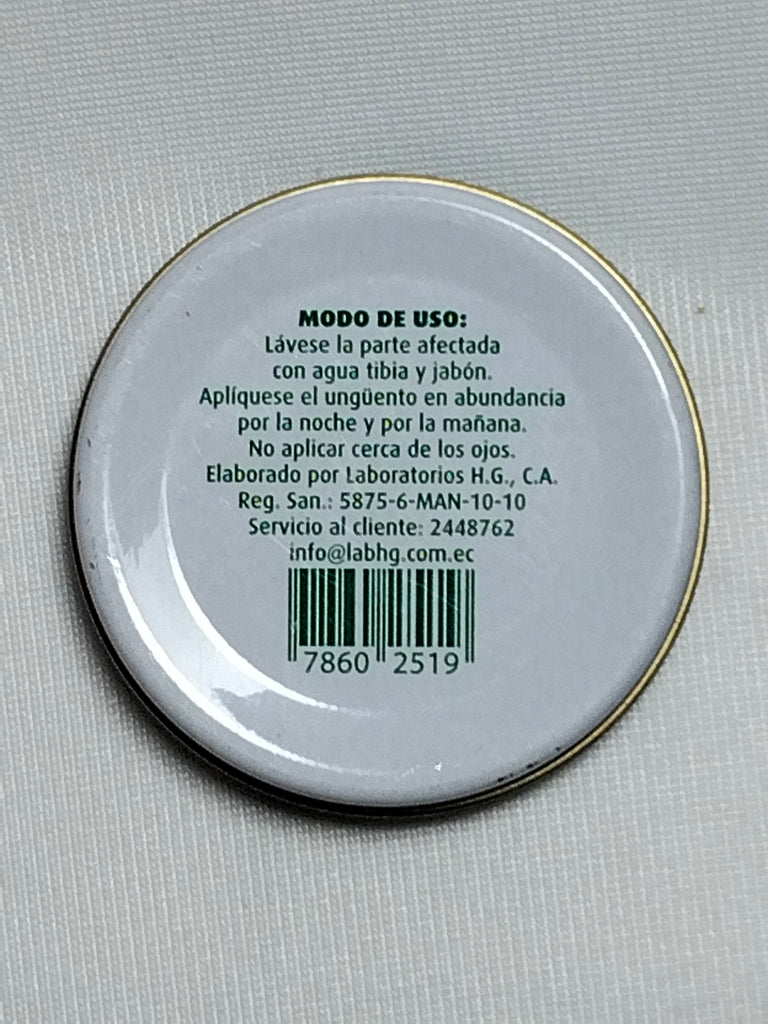 MODO DE USO:
Lávese la parte afectada
con agua tibia y jabón.
Aplíquese el ungüento en abundancia
por la noche y por la mañana.
No aplicar cerca de los ojos.
Elaborado por Laboratorios H.G., C.A.
Reg. San.: 5875-6-MAN-10-10
Servicio al cliente: 2448762
info@labhg.com.ec
7860 2519